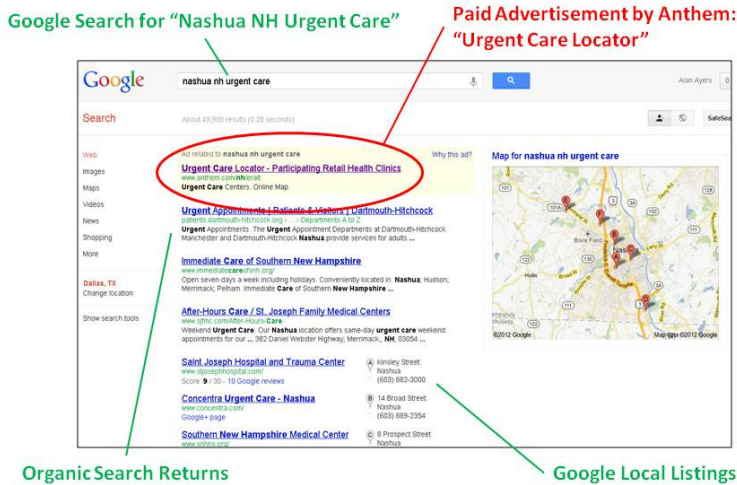 Google Search for “Nashua NH Urgent Care”
Paid Advertisement by Anthem:
“Urgent Care Locator”
Google
nashua nh urgent care
Alan Ayers
0
Search
About 49,900 results (0.25 seconds)
SafeSea
Web
Images
Maps
Videos
News
Shopping
More
Dallas, TX
Change location
Show search tools
Ad related to nashua nh urgent care
Why this ad?
Urgent Care Locator - Participating Retail Health Clinics
www.anthem.com/nh/eralt
Urgent Care Centers. Online Map.
Urgent Appointments | Patients & Visitors | Dartmouth-Hitchcock
patients.dartmouth-hitchcock.org › ... › Departments A to Z
Urgent Appointments. The Urgent Appointment Departments at Dartmouth-Hitchcock
Manchester and Dartmouth-Hitchcock Nashua provide services for adults ...
Immediate Care of Southern New Hampshire
www.immediatecareofsnh.org/
Open seven days a week including holidays. Conveniently located in. Nashua; Hudson,
Merrimack, Pelham. Immediate Care of Southern New Hampshire ...
After-Hours Care / St. Joseph Family Medical Centers
www.sjfmc.com/After-Hours-Care
Weekend Urgent Care. Our Nashua location offers same-day urgent care weekend
appointments for our ... 382 Daniel Webster Highway, Merrimack,, NH, 03054 ...
Saint Joseph Hospital and Trauma Center
www.stjosephhospital.com/
Score: 9 / 30 - 10 Google reviews
A Kinsley Street
Nashua
(603) 882-3000
Concentra Urgent Care - Nashua
www.concentra.com/
Google+ page
B 14 Broad Street
Nashua
(603) 889-2354
Southern New Hampshire Medical Center
www.snhhs.org/
C 8 Prospect Street
Nashua
Map for nashua nh urgent care
Boire Field
Nashua
Hollis
©2012 Google
Map data ©2012 Google
Organic Search Returns
Google Local Listings